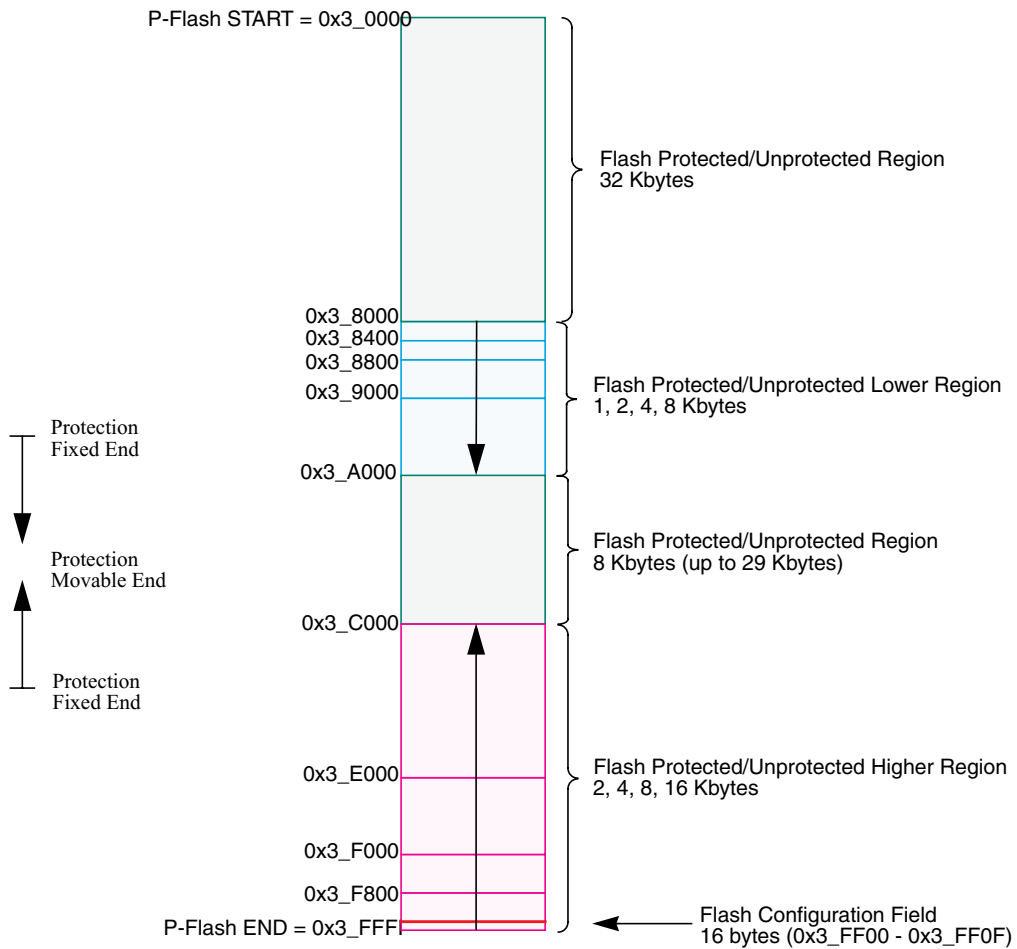 P-Flash START = 0x3_0000
Flash Protected/Unprotected Region
32 Kbytes
0x3_8000
0x3_8400
0x3_8800
0x3_9000
Flash Protected/Unprotected Lower Region
1, 2, 4, 8 Kbytes
Protection
Fixed End
0x3_A000
Protection
Movable End
Flash Protected/Unprotected Region
8 Kbytes (up to 29 Kbytes)
0x3_C000
Protection
Fixed End
0x3_E000
Flash Protected/Unprotected Higher Region
2, 4, 8, 16 Kbytes
0x3_F000
0x3_F800
P-Flash END = 0x3_FFF
Flash Configuration Field
16 bytes (0x3_FF00 - 0x3_FF0F)